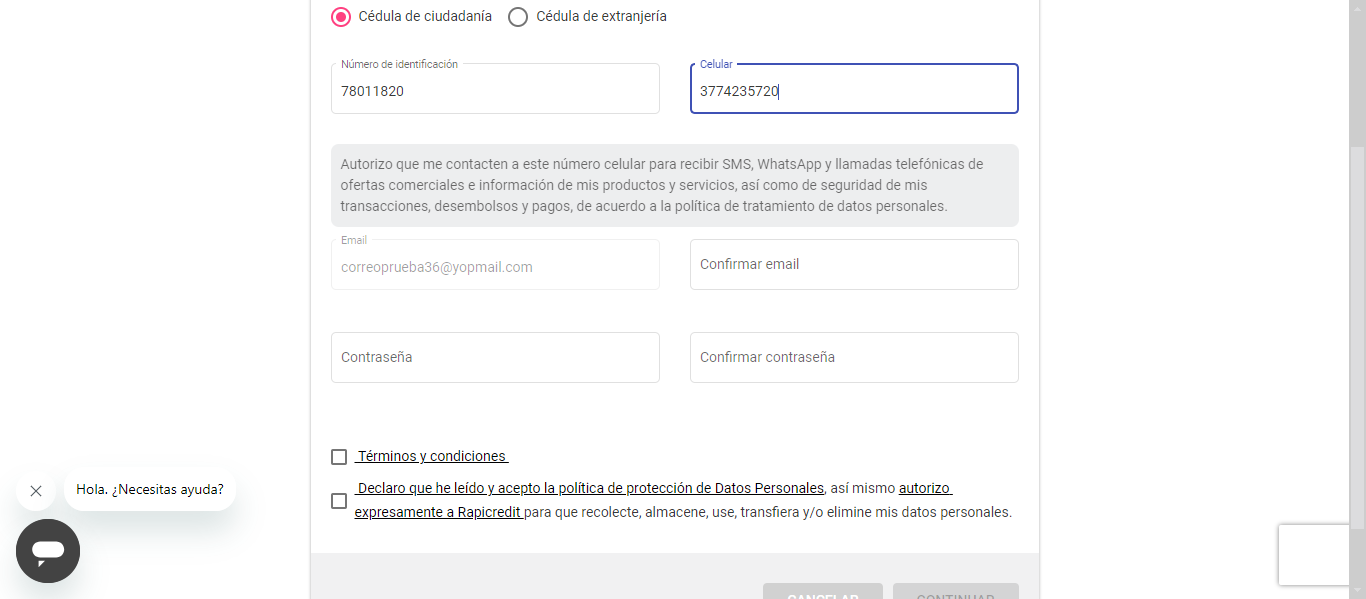 Cédula de ciudadanía Cédula de extranjería
Número de identificación
78011820
Celular
3774235720
Autorizo que me contacten a este número celular para recibir SMS, WhatsApp y llamadas telefónicas de
ofertas comerciales e información de mis productos y servicios, así como de seguridad de mis
transacciones, desembolsos y pagos, de acuerdo a la política de tratamiento de datos personales.
Email
correoprueba36@yopmail.com
Confirmar email
Contraseña
Confirmar contraseña
Términos y condiciones
Declaro que he leído y acepto la política de protección de Datos Personales, así mismo autorizo
expresamente a Rapicredit para que recolecte, almacene, use, transfiera y/o elimine mis datos personales.
Hola. ¿Necesitas ayuda?
CANCELAR CONTINUAR